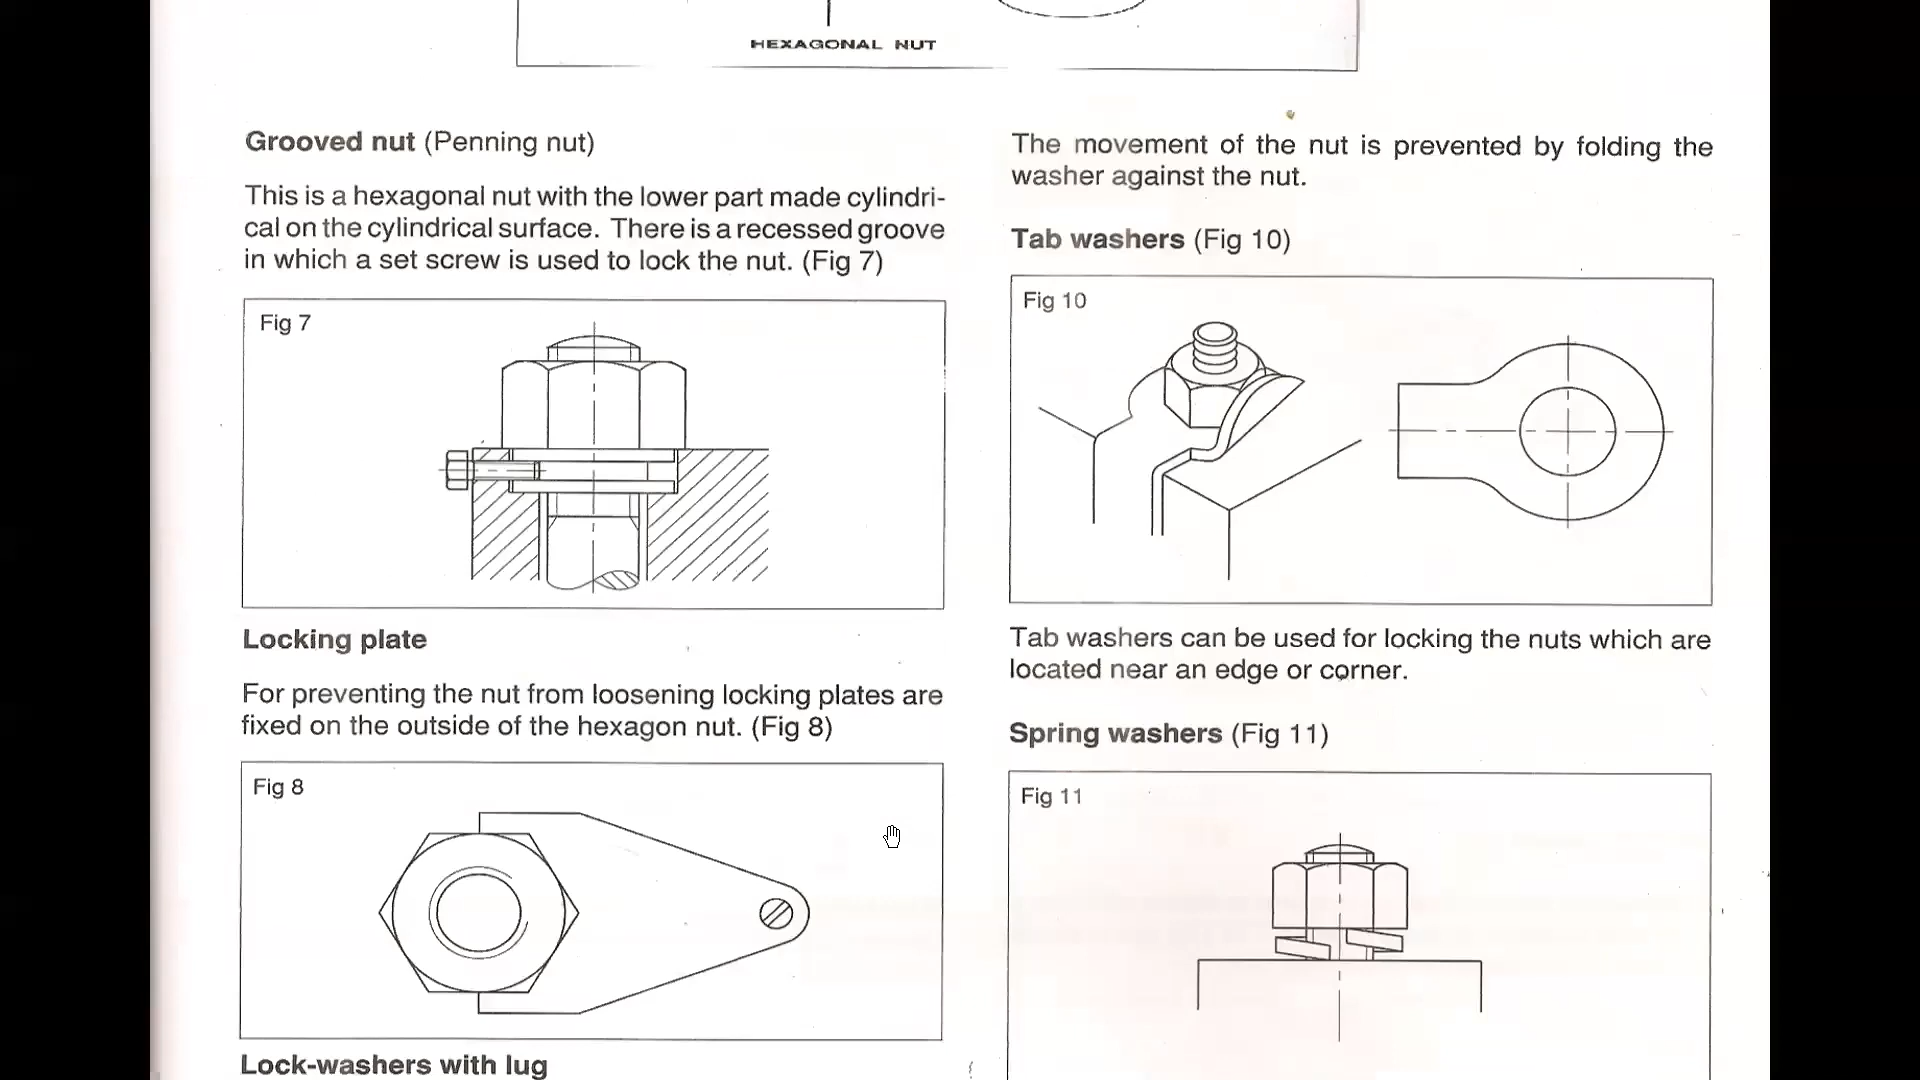 HEXAGONAL NUT
Grooved nut (Penning nut)
This is a hexagonal nut with the lower part made cylindri-
cal on the cylindrical surface. There is a recessed groove
in which a set screw is used to lock the nut. (Fig 7)
Fig 7
Locking plate
For preventing the nut from loosening locking plates are
fixed on the outside of the hexagon nut. (Fig 8)
Fig 8
Lock-washers with lug
The movement of the nut is prevented by folding the
washer against the nut.
Tab washers (Fig 10)
Fig 10
Tab washers can be used for locking the nuts which are
located near an edge or corner.
Spring washers (Fig 11)
Fig 11